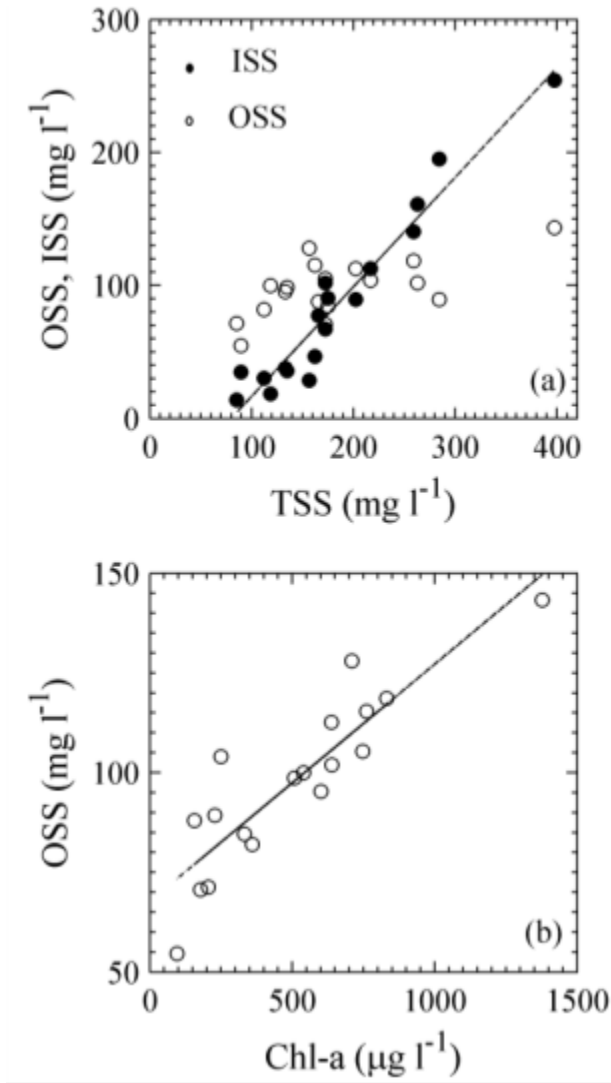 300
ISS
OSS
200
OSS, ISS (mg l⁻¹)
100
(a)
0
0 100 200 300 400
TSS (mg l⁻¹)
150
OSS (mg l⁻¹)
100
(b)
50
0 500 1000 1500
Chl-a (μg l⁻¹)